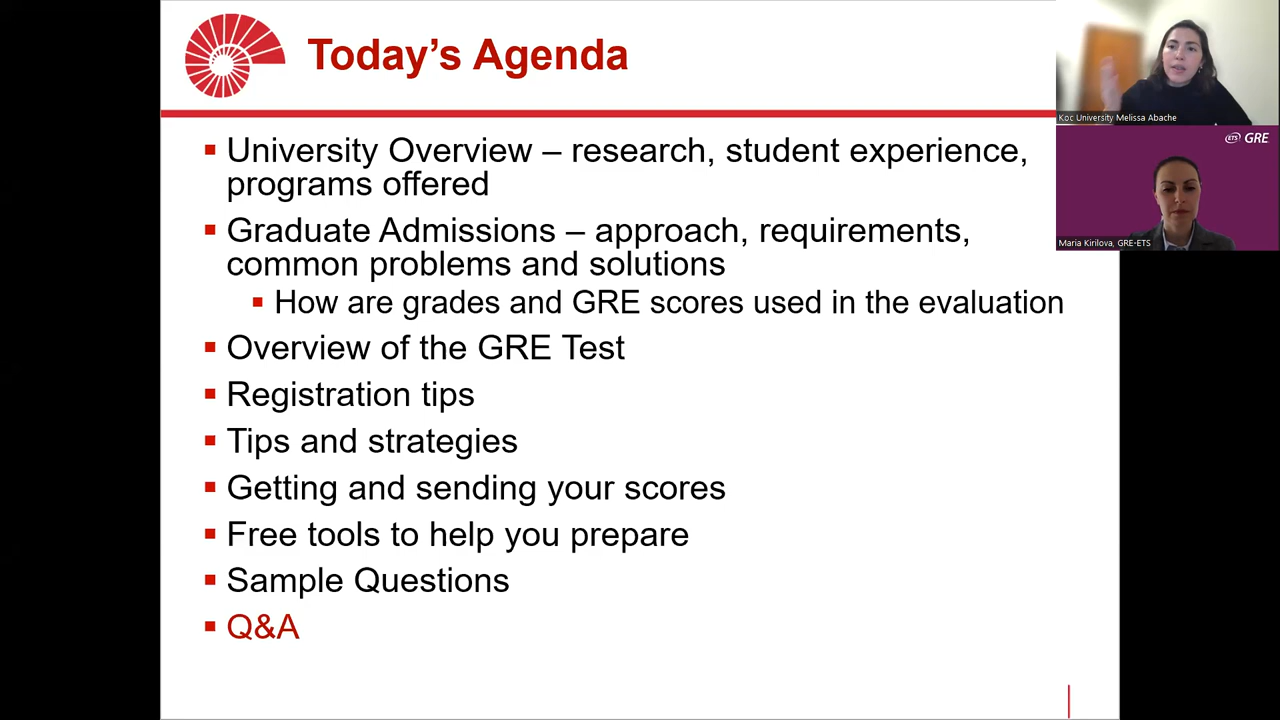 Today's Agenda
▪ University Overview – research, student experience,
programs offered
▪ Graduate Admissions – approach, requirements,
common problems and solutions
▪ How are grades and GRE scores used in the evaluation
▪ Overview of the GRE Test
▪ Registration tips
▪ Tips and strategies
▪ Getting and sending your scores
▪ Free tools to help you prepare
▪ Sample Questions
▪ Q&A
Koc University Melissa Abache
ETS GRE
Maria Kirilova, GRE-ETS